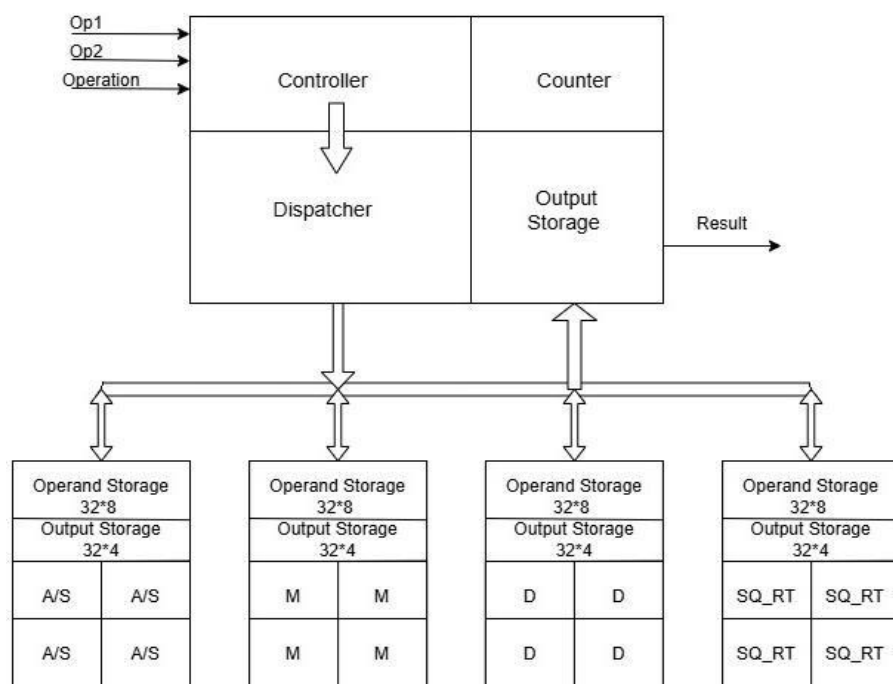 Op1
Op2
Operation
Controller
Counter
Dispatcher
Output
Storage
Result
Operand Storage
32*8
Output Storage
32*4
A/S
A/S
A/S
A/S
Operand Storage
32*8
Output Storage
32*4
M
M
M
M
Operand Storage
32*8
Output Storage
32*4
D
D
D
D
Operand Storage
32*8
Output Storage
32*4
SQ_RT
SQ_RT
SQ_RT
SQ_RT